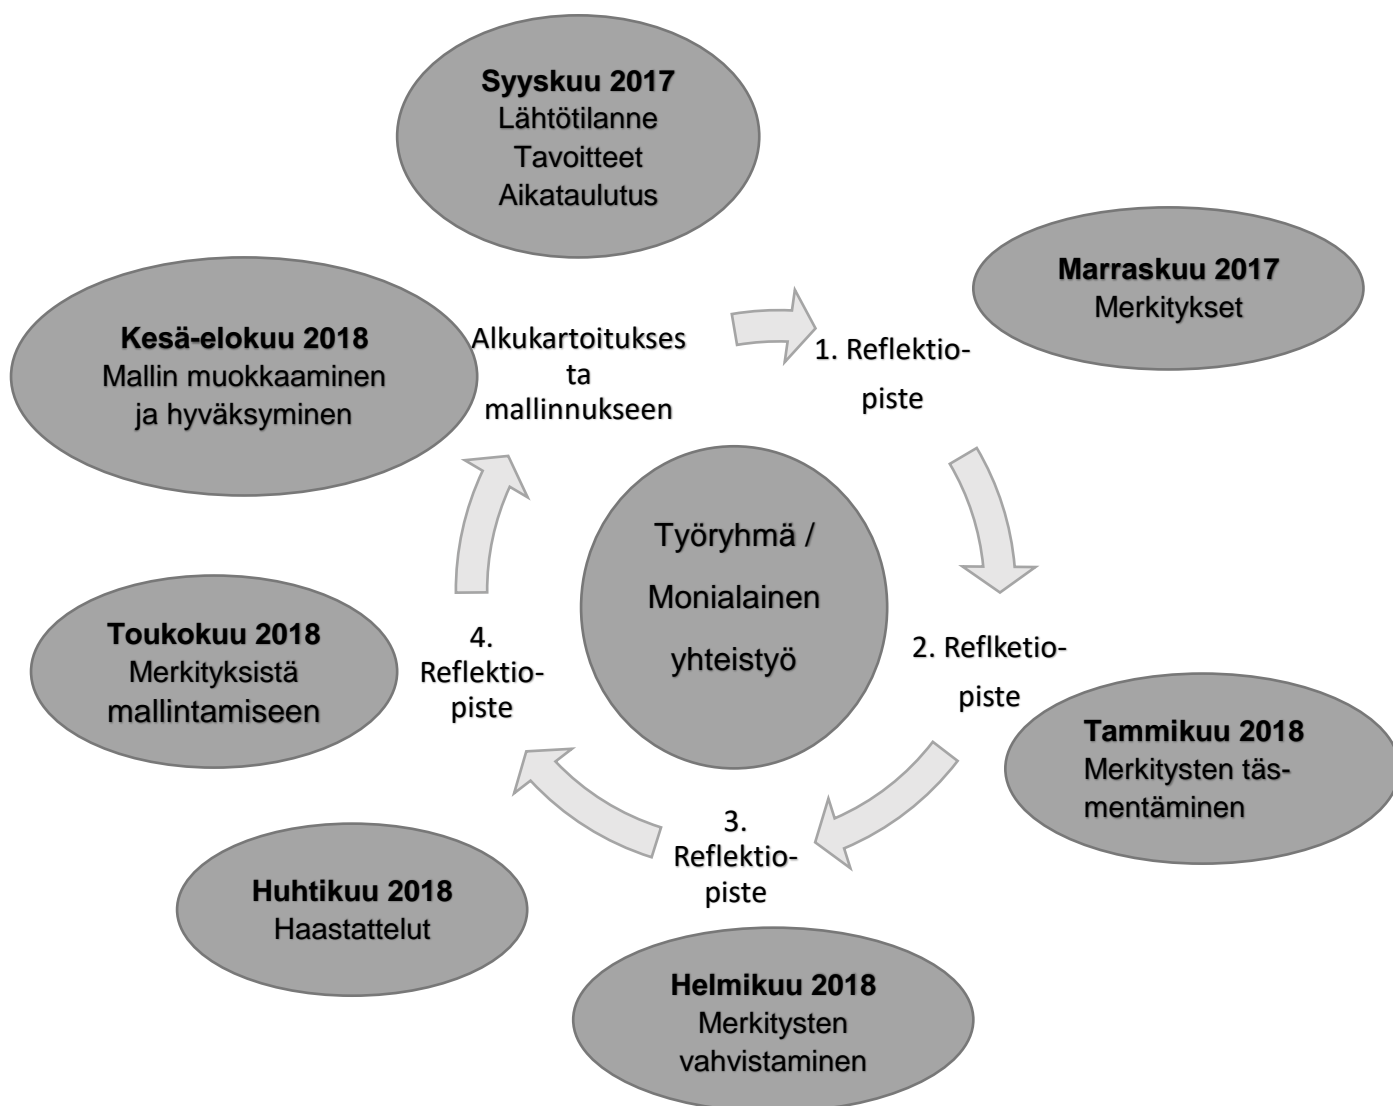 Syyskuu 2017
Lähtötilanne
Tavoitteet
Aikataulutus
Marraskuu 2017
Merkitykset
Kesä-elokuu 2018
Mallin muokkaaminen
ja hyväksyminen
Alkukartoitukses
ta
mallinnukseen
1. Reflektio-
piste
Työryhmä /
Monialainen
yhteistyö
Toukokuu 2018
Merkityksistä
mallintamiseen
4.
Reflektio-
piste
2. Reflketio-
piste
Tammikuu 2018
Merkitysten täs-
mentäminen
3.
Reflektio-
piste
Huhtikuu 2018
Haastattelut
Helmikuu 2018
Merkitysten
vahvistaminen